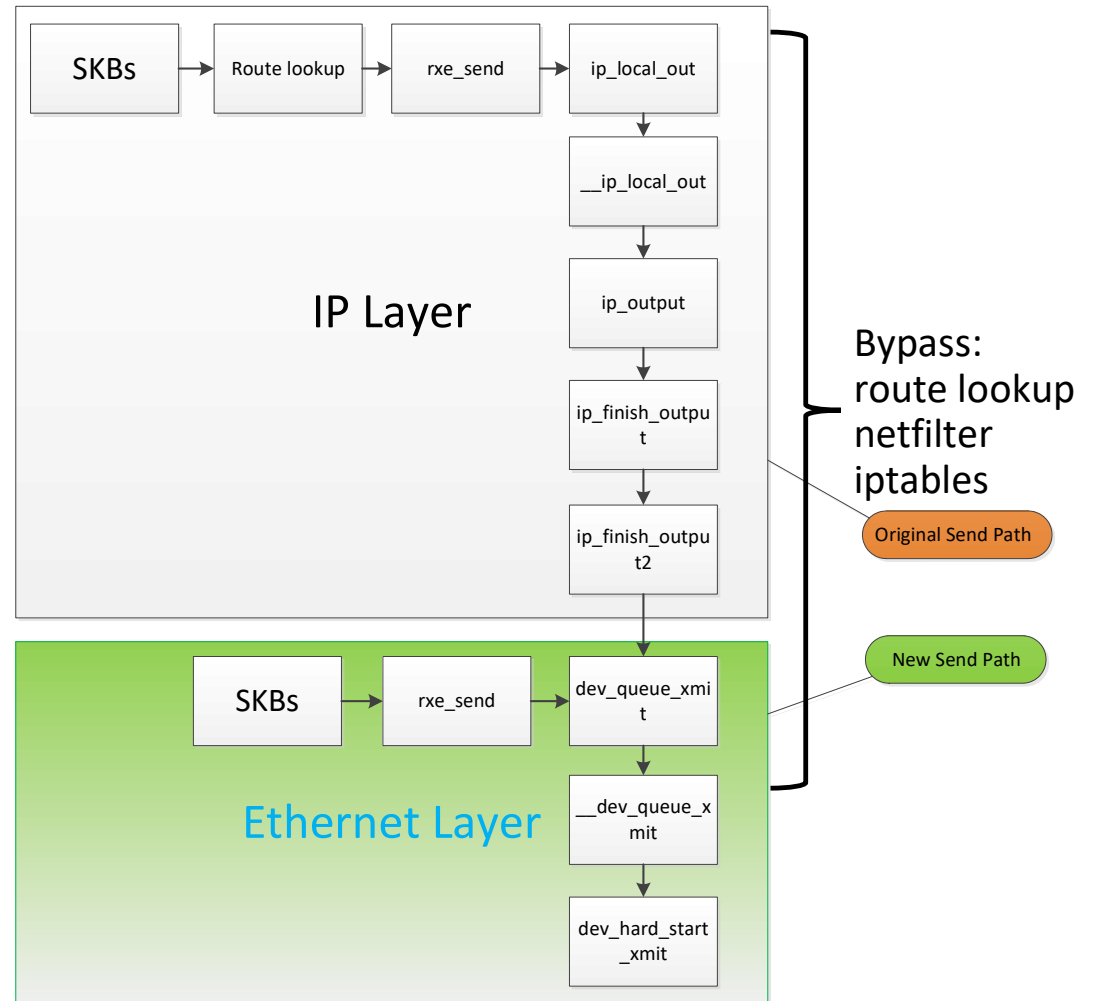 SKBs
Route lookup
rxe_send
ip_local_out
__ip_local_out
IP Layer
ip_output
ip_finish_outpu
t
ip_finish_outpu
t2
Bypass:
route lookup
netfilter
iptables
Original Send Path
New Send Path
SKBs
rxe_send
dev_queue_xmi
t
Ethernet Layer
__dev_queue_x
mit
dev_hard_start
_xmit